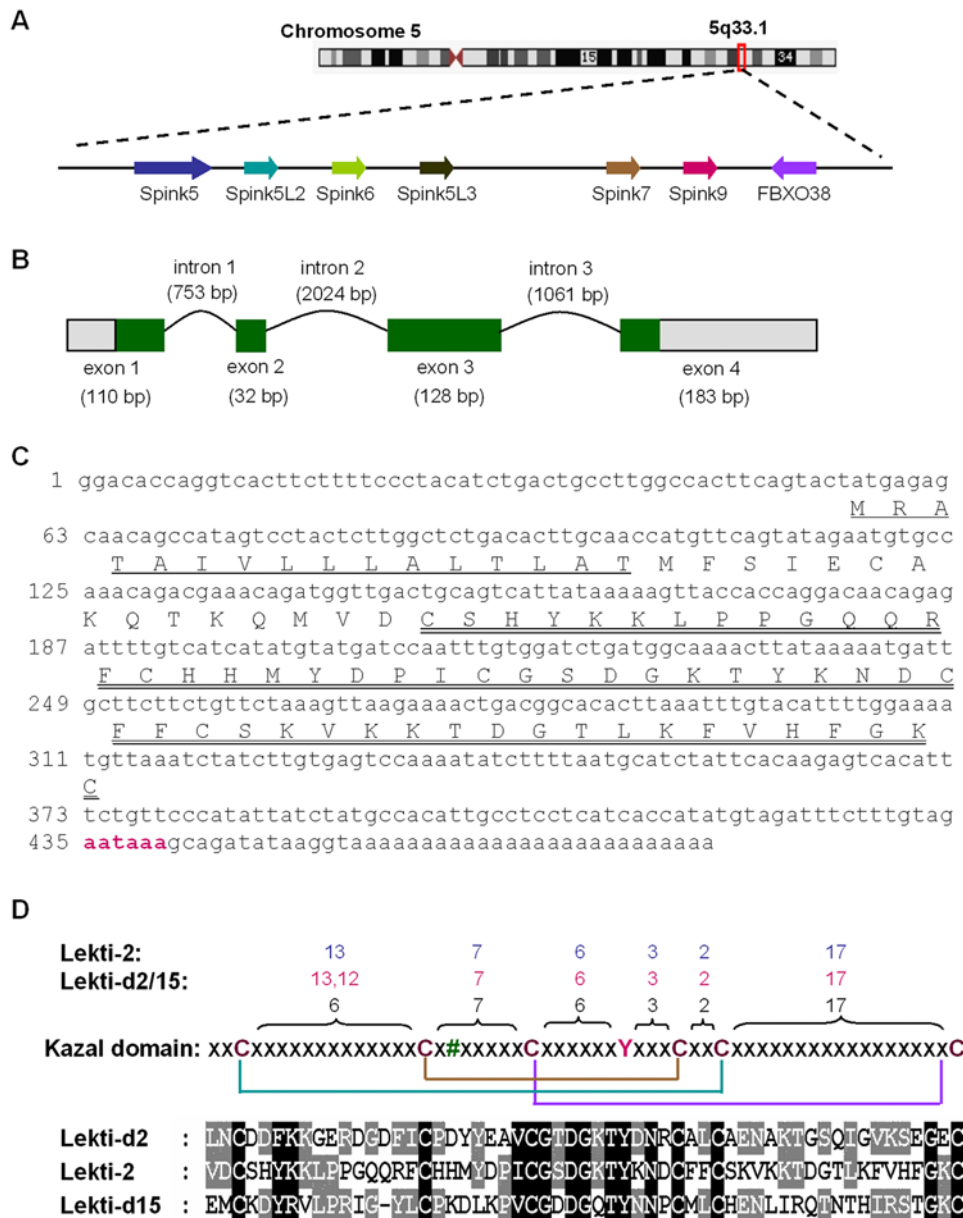 A
Chromosome 5
5q33.1
15
34
Spink5
Spink5L2
Spink6
Spink5L3
Spink7
Spink9
FBXO38
B
intron 1
(753 bp)
intron 2
(2024 bp)
intron 3
(1061 bp)
exon 1
(110 bp)
exon 2
(32 bp)
exon 3
(128 bp)
exon 4
(183 bp)
C
1 ggacaccaggtcacttcttttccctacatctgactgccttggccacttcagtactatgagag
M R A
63 caacagccatagtcctactcttggctctgacacttgcaaccatgttcagtatagaatgtgcc
T A I V L L L A L T L A T M F S I E C A
125 aaacagacgaaacagatggttgactgcagtcattataaaaagttaccaccaggacaacagag
K Q T K Q M V D C S H Y K K L P P G Q Q R
187 attttgtcatcatatgtatgatccaatttgtggatctgatggcaaaacttataaaaatgatt
F C H H M Y D P I C G S D G K T Y K N D C
249 gcttcttctgttctaaagttaagaaaactgacggcacacttaaatttgtacattttggaaaa
F F C S K V K K T D G T L K F V H F G K
311 tgttaaatctatcttgtgagtccaaaatatcttttaatgcatctattcacaagagtcacatt
C
373 tctgttcccatattatctatgccacattgcctcctcatcaccatatgtagatttctttgtag
435 aataaagcagatataaggtaaaaaaaaaaaaaaaaaaaaaaaaa
D
Lekti-2: 13 7 6 3 2 17
Lekti-d2/15: 13,12 7 6 3 2 17
6 7 6 3 2 17
Kazal domain: XXCXXXXXXXXXXXXXCX#XXXXXCXXXXXXYXXXCXXCXXXXXXXXXXXXXXXXXC
Lekti-d2 : LNCDDFKKGERDGDFICPDYYEAVCGTDGKTYDNRCALCAENAKTGSQIGVKSEGEC
Lekti-2 : VDCSHYKKLPPGQQRFCHHMYDPICGSDGKTYKNDCFFCSKVKKTDGTLKFVHFGKC
Lekti-d15 : EMCKDYRVLPRIG-YLCPKDLKPVCGDDGQTYNNPCMLCHENLIRQTNTHIRSTGKC